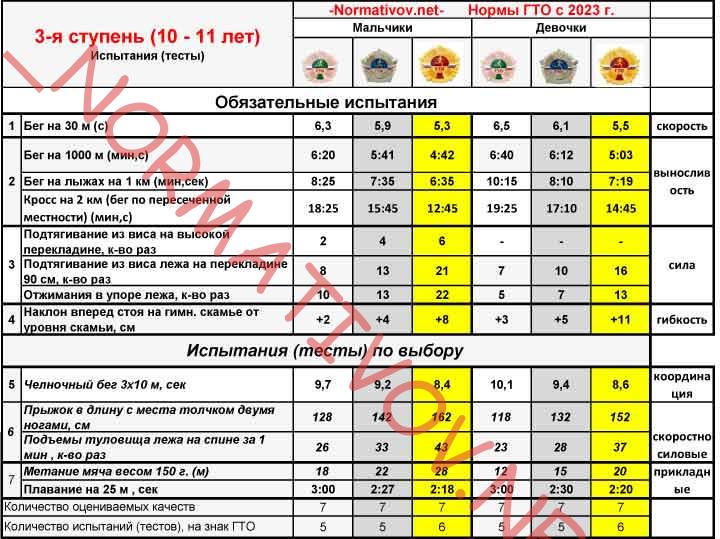 3-я ступень (10 - 11 лет)
Испытания (тесты)
-Normativov.net- Нормы ГТО с 2023 г.
Мальчики Девочки
Обязательные испытания
1 Бег на 30 м (с) 6,3 5,9 5,3 6,5 6,1 5,5 скорость
2 Бег на 1000 м (мин,с) 6:20 5:41 4:42 6:40 6:12 5:03 выносливость
Бег на лыжах на 1 км (мин,сек) 8:25 7:35 6:35 10:15 8:10 7:19
Кросс на 2 км (бег по пересеченной
местности) (мин,с) 18:25 15:45 12:45 19:25 17:10 14:45
3 Подтягивание из виса на высокой
перекладине, к-во раз 2 4 6 - - - сила
Подтягивание из виса лежа на перекладине
90 см, к-во раз 8 13 21 7 10 16
Отжимания в упоре лежа, к-во раз 10 13 22 5 7 13
4 Наклон вперед стоя на гимн. скамье от
уровня скамьи, см +2 +4 +8 +3 +5 +11 гибкость
Испытания (тесты) по выбору
5 Челночный бег 3х10 м, сек 9,7 9,2 8,4 10,1 9,4 8,6 координация
6 Прыжок в длину с места толчком двумя
ногами, см 128 142 162 118 132 152 скоростно силовые
Подъемы туловища лежа на спине за 1
мин , к-во раз 26 33 43 23 28 37
7 Метание мяча весом 150 г. (м) 18 22 28 12 15 20 прикладные
Плавание на 25 м , сек 3:00 2:27 2:18 3:00 2:30 2:20
Количество оцениваемых качеств 7 7 7 7 7 7
Количество испытаний (тестов), на знак ГТО 5 5 6 5 5 6
NORMATIVOV.NE